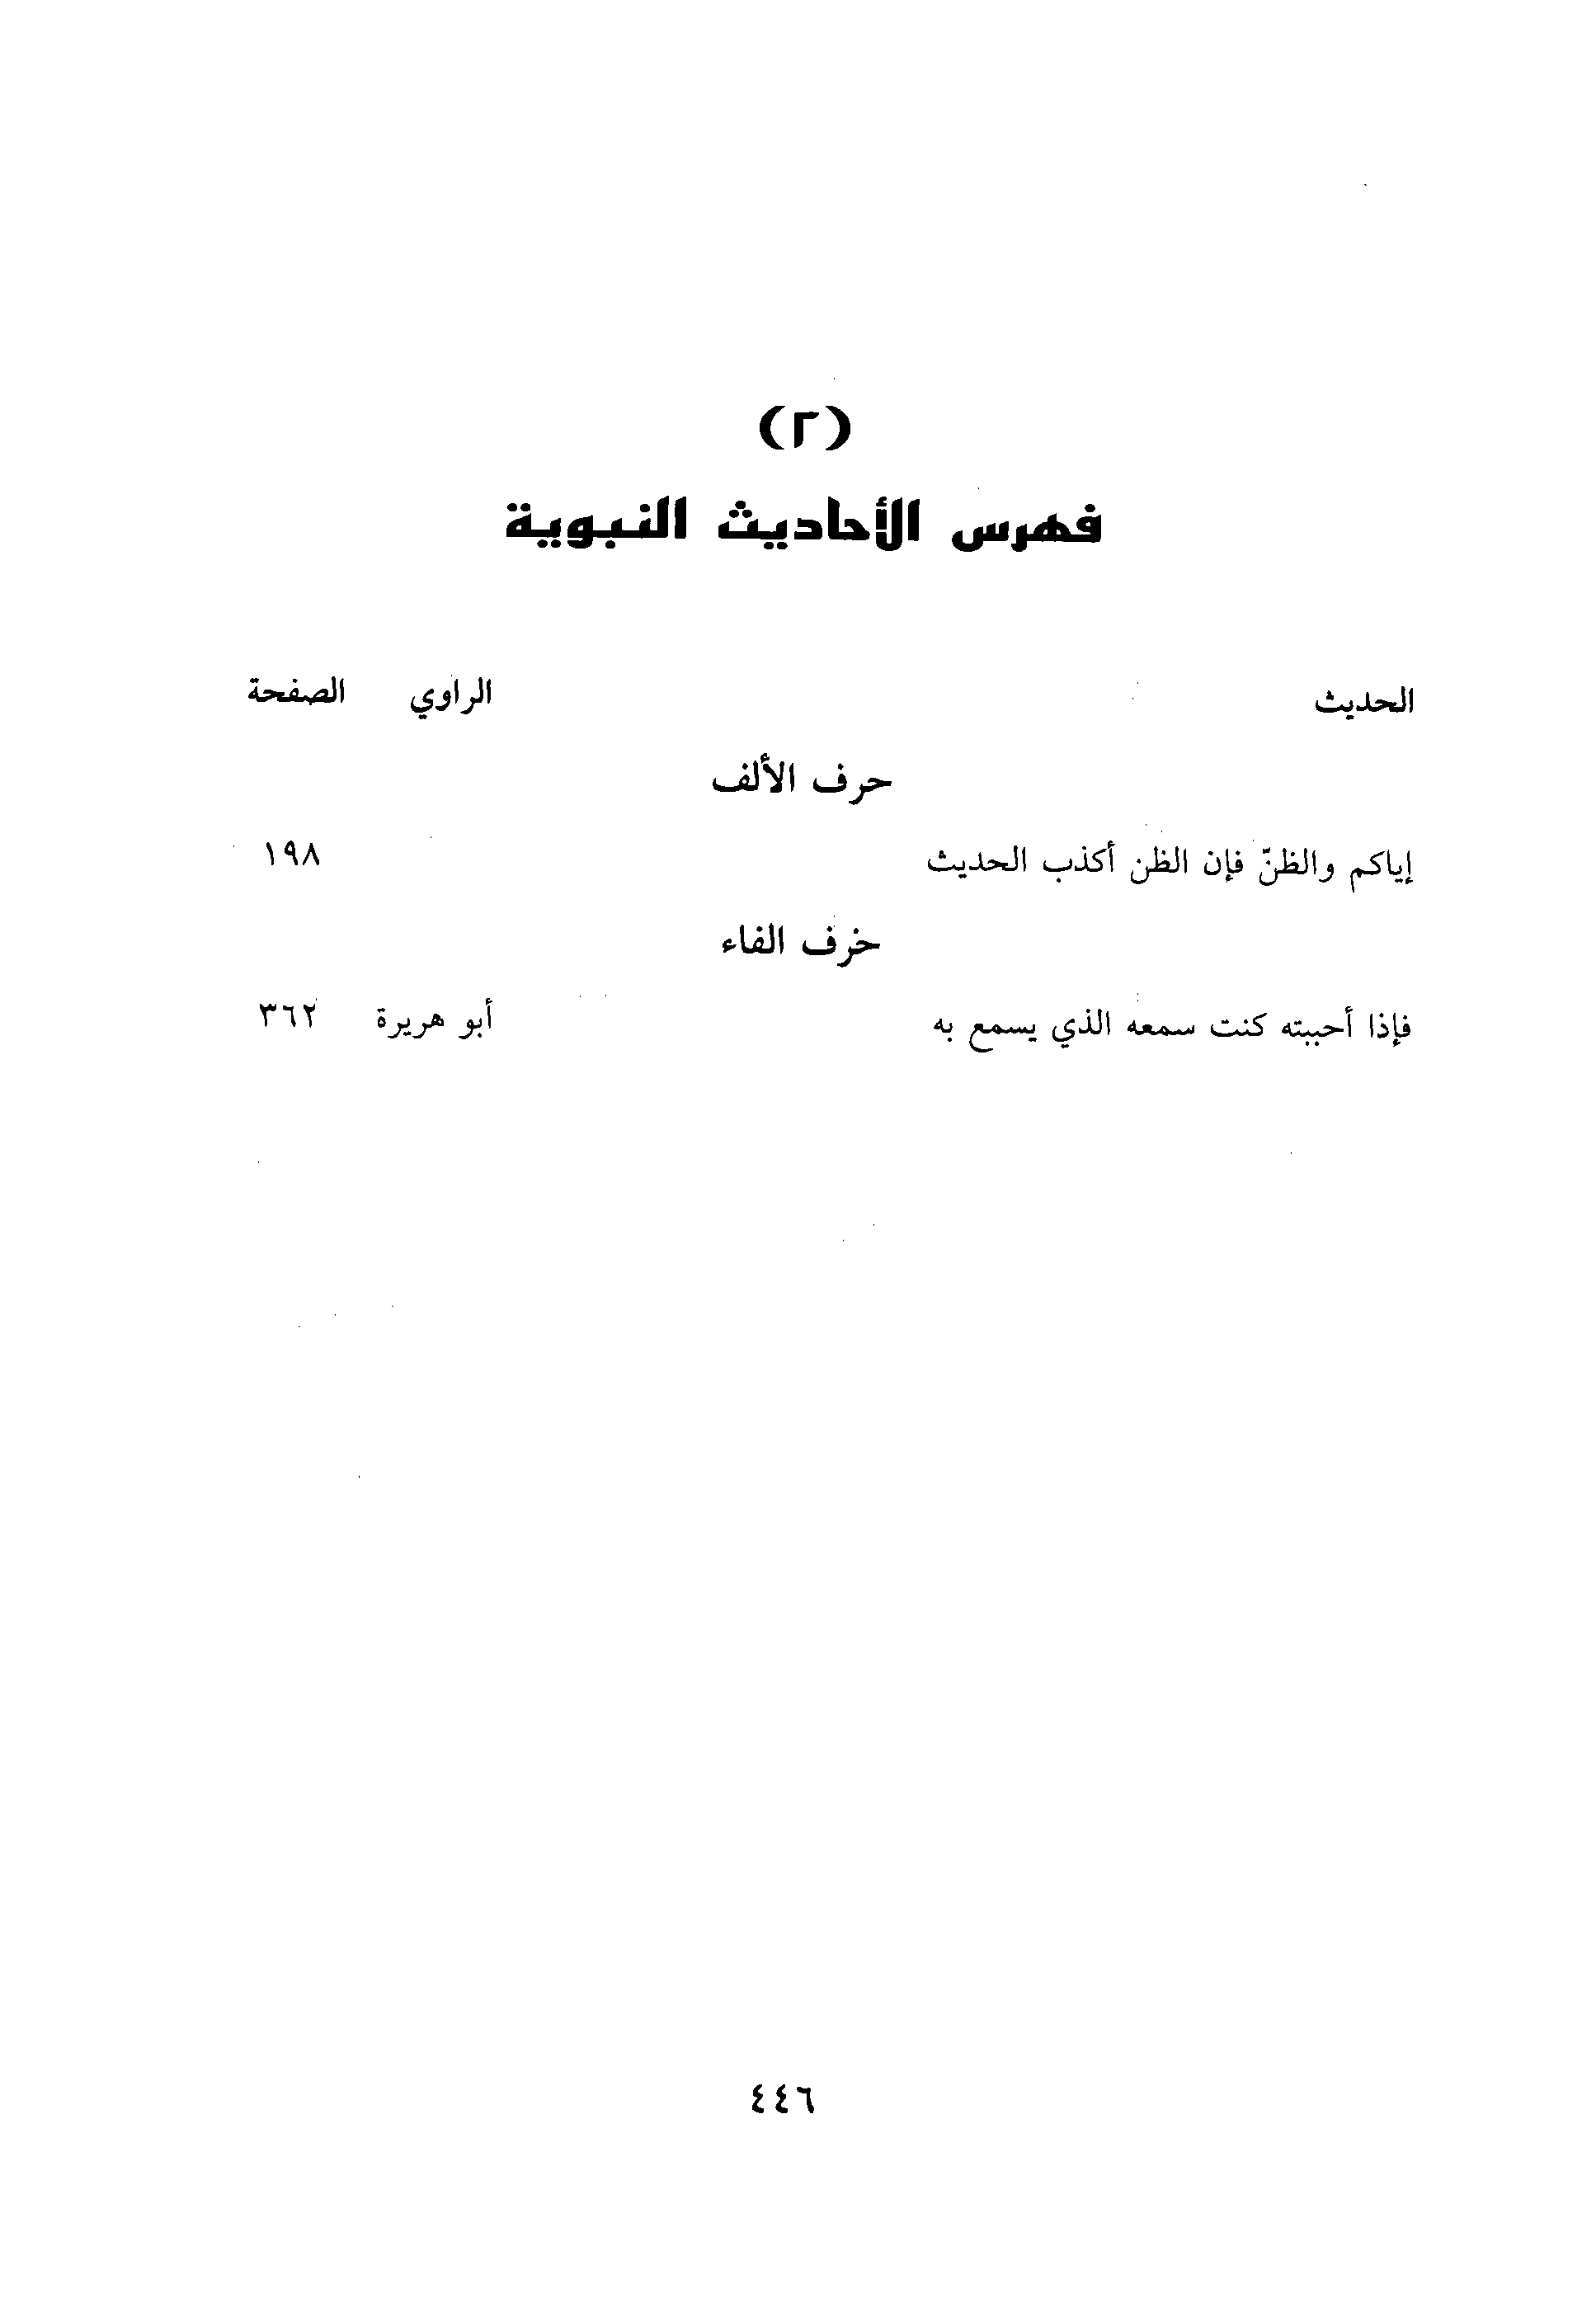 (٢)
فهرس الأحاديث النبوية
الحديث الراوي الصفحة
حرف الألف
إياكم والظنّ فإن الظن أكذب الحديث ١٩٨
حرف الفاء
فإذا أحببته كنت سمعه الذي يسمع به أبو هريرة ٣٦٢
٤٤٦